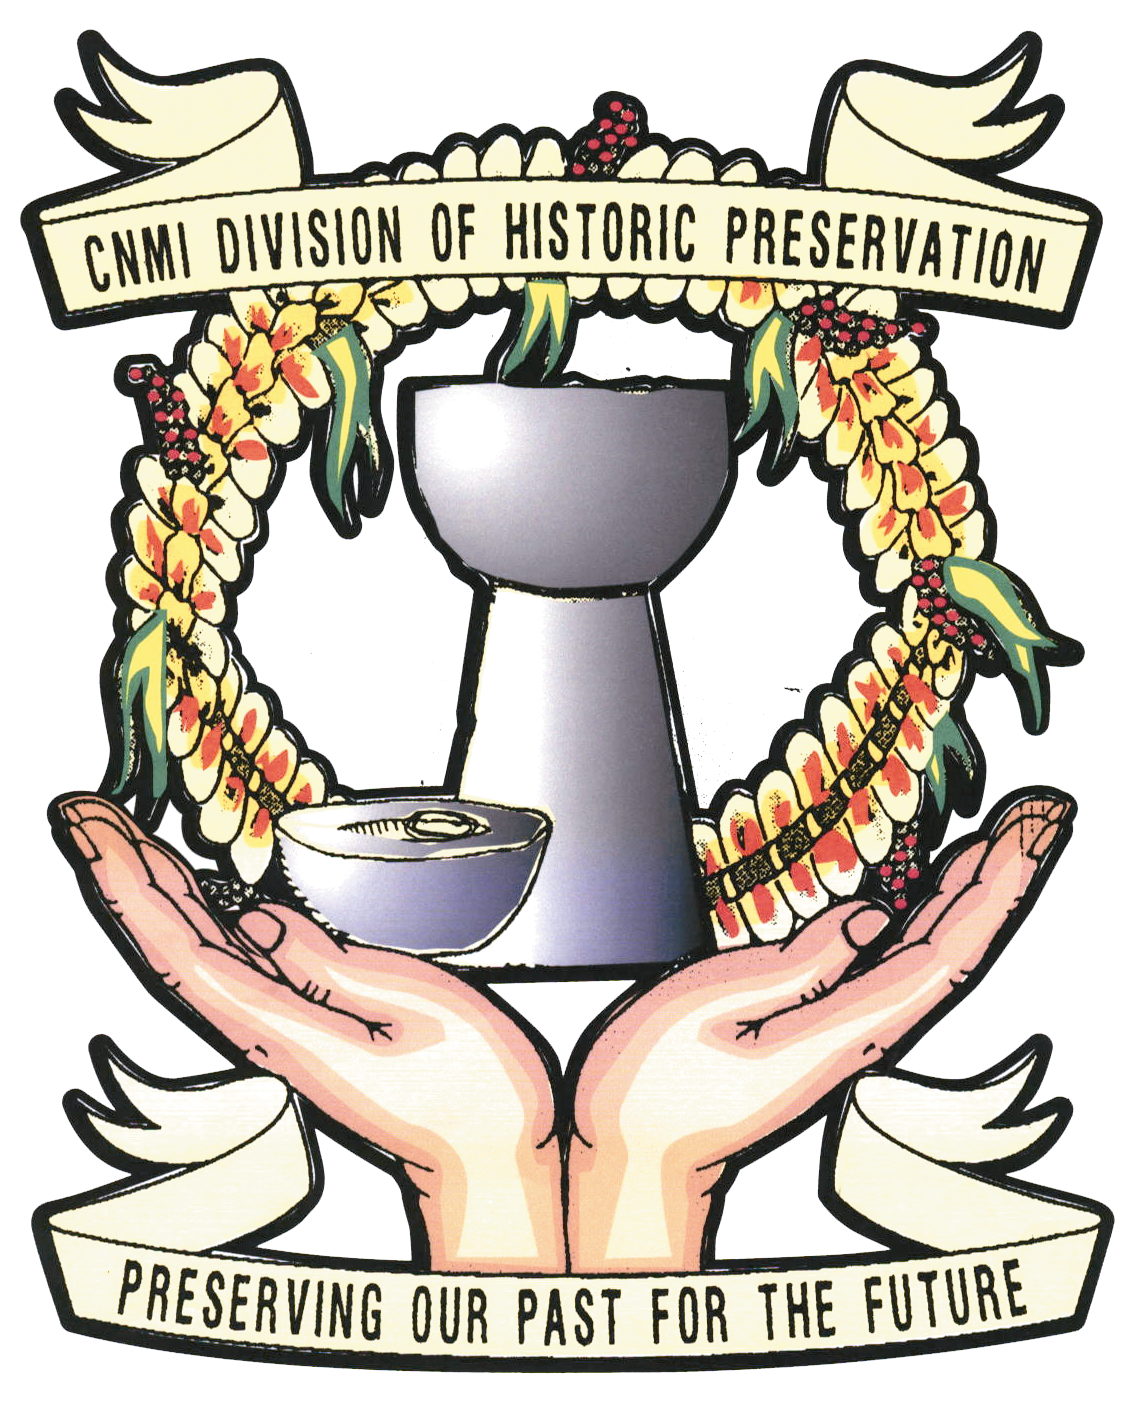 CNMI DIVISION OF HISTORIC PRESERVATION
PRESERVING OUR PAST FOR THE FUTURE